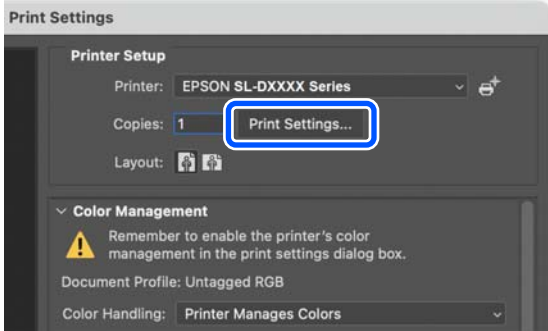 Print Settings
Printer Setup
Printer: EPSON SL-DXXXX Series
Copies: 1 Print Settings...
Layout:
Color Management
Remember to enable the printer's color
management in the print settings dialog box.
Document Profile: Untagged RGB
Color Handling: Printer Manages Colors